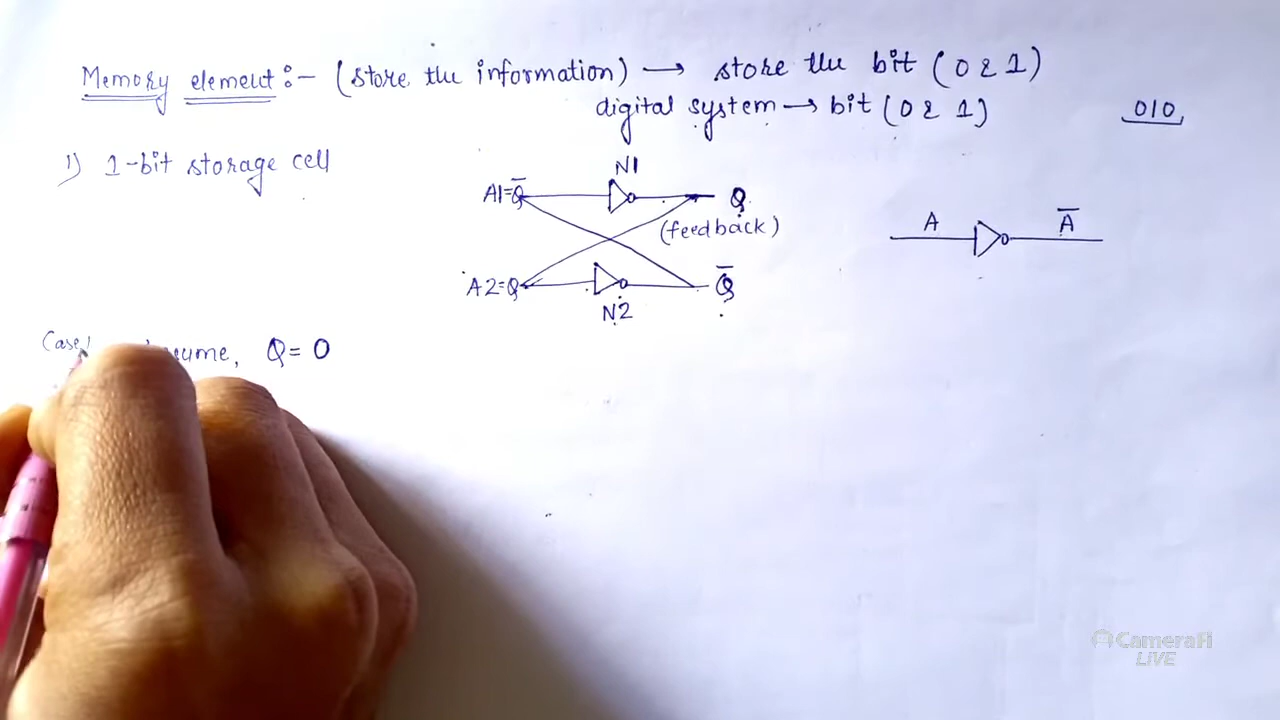 Memory element:- (store the information) → store the bit (0 & 1)
digital system → bit (0 & 1)
010
1) 1-bit storage cell
N1
A1=Q̅
Q
(feedback)
A2=Q
Q̅
N2
A
A̅
Case1
Q= 0
CameraFi
LIVE